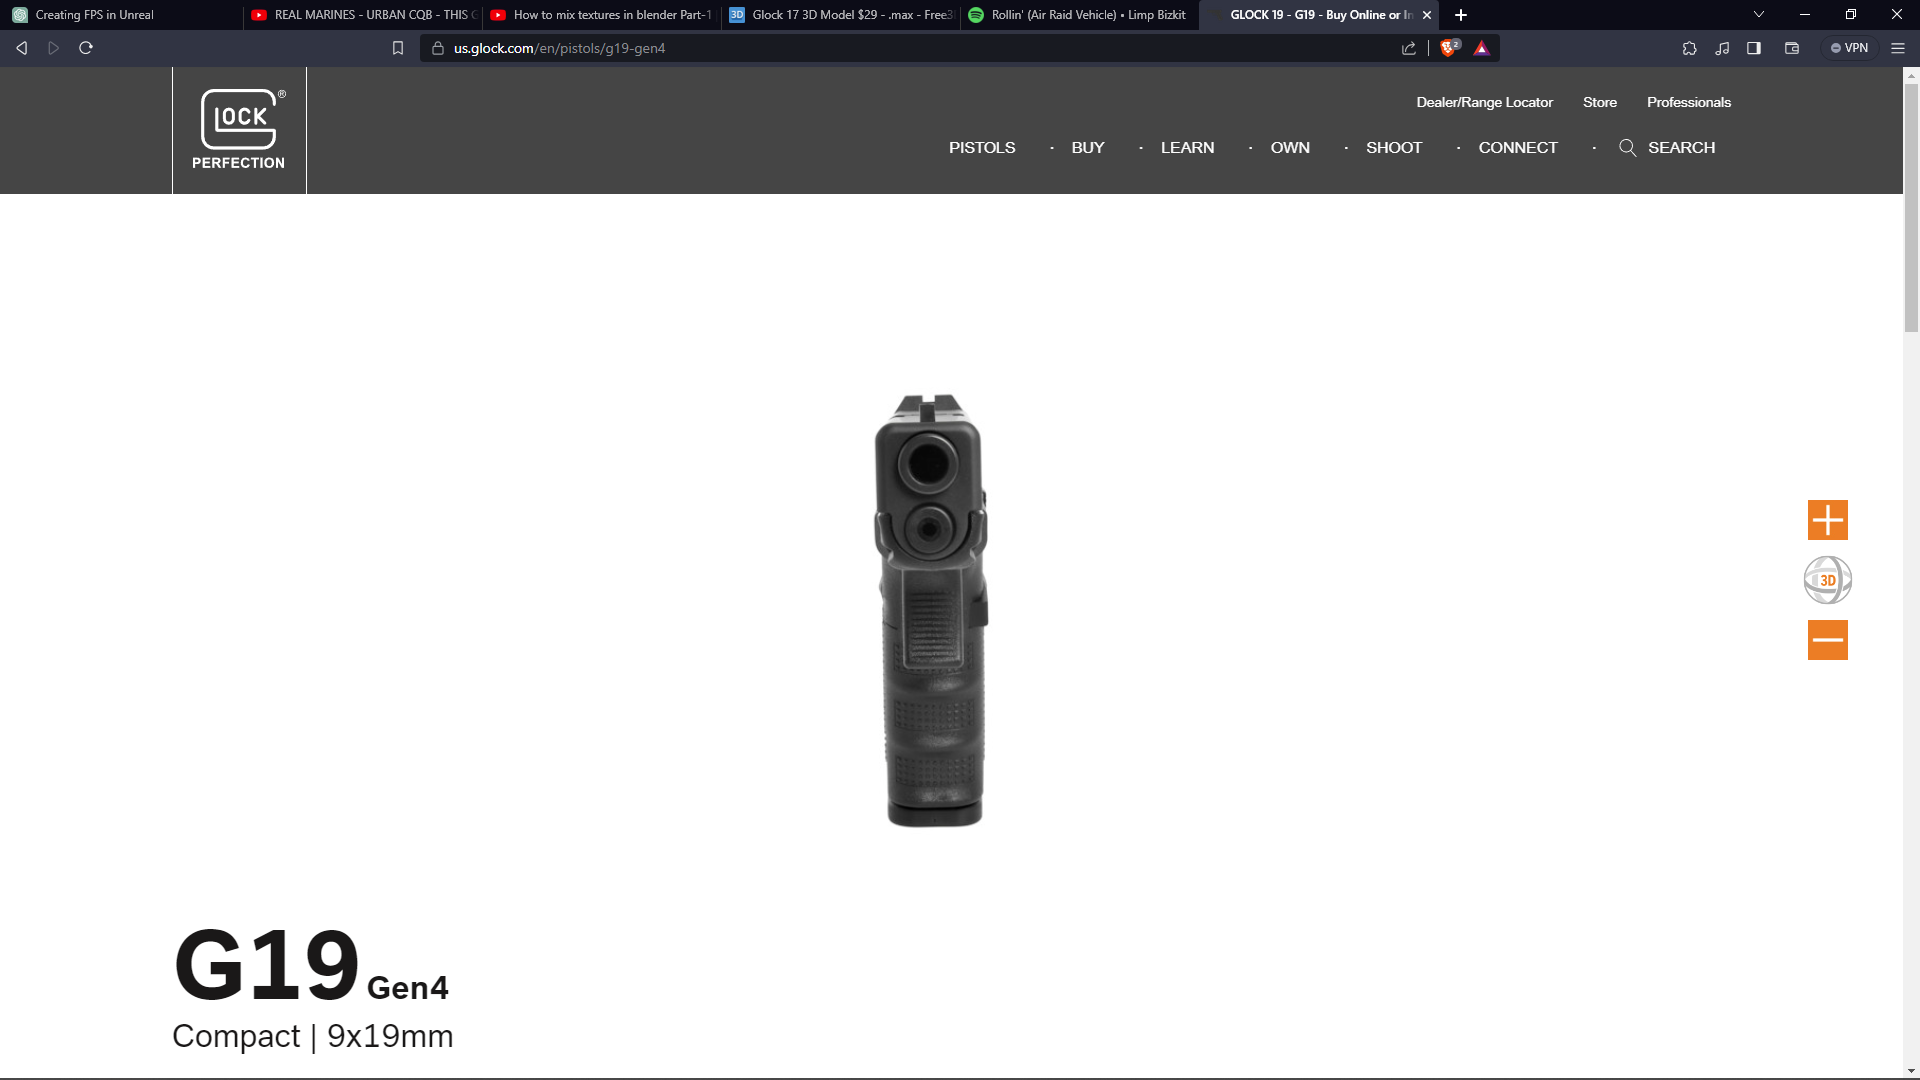 Creating FPS in Unreal
REAL MARINES - URBAN CQB - THIS G
How to mix textures in blender Part-1
3D Glock 17 3D Model $29 - .max - Free3
Rollin' (Air Raid Vehicle) • Limp Bizkit
GLOCK 19 - G19 - Buy Online or In
us.glock.com/en/pistols/g19-gen4
2
VPN
GLOCK ®
PERFECTION
Dealer/Range Locator Store Professionals
PISTOLS · BUY · LEARN · OWN · SHOOT · CONNECT · SEARCH
3D
G19 Gen4
Compact | 9x19mm